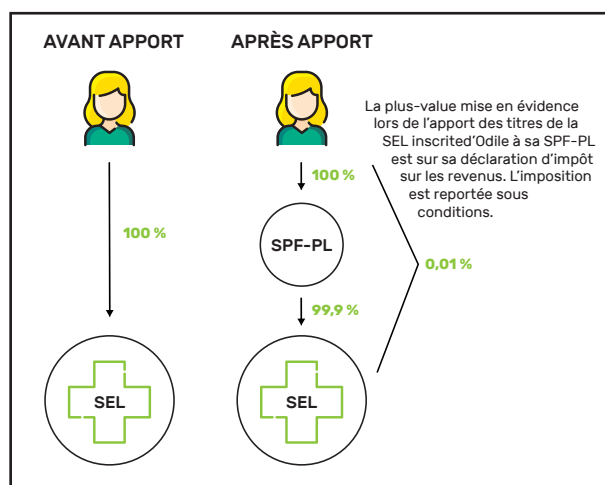 AVANT APPORT
APRÈS APPORT
La plus-value mise en évidence
lors de l'apport des titres de la
SEL inscrited'Odile à sa SPF-PL
est sur sa déclaration d'impôt
sur les revenus. L'imposition
est reportée sous
conditions.
100 %
100 %
SPF-PL
0,01 %
99,9 %
SEL
SEL